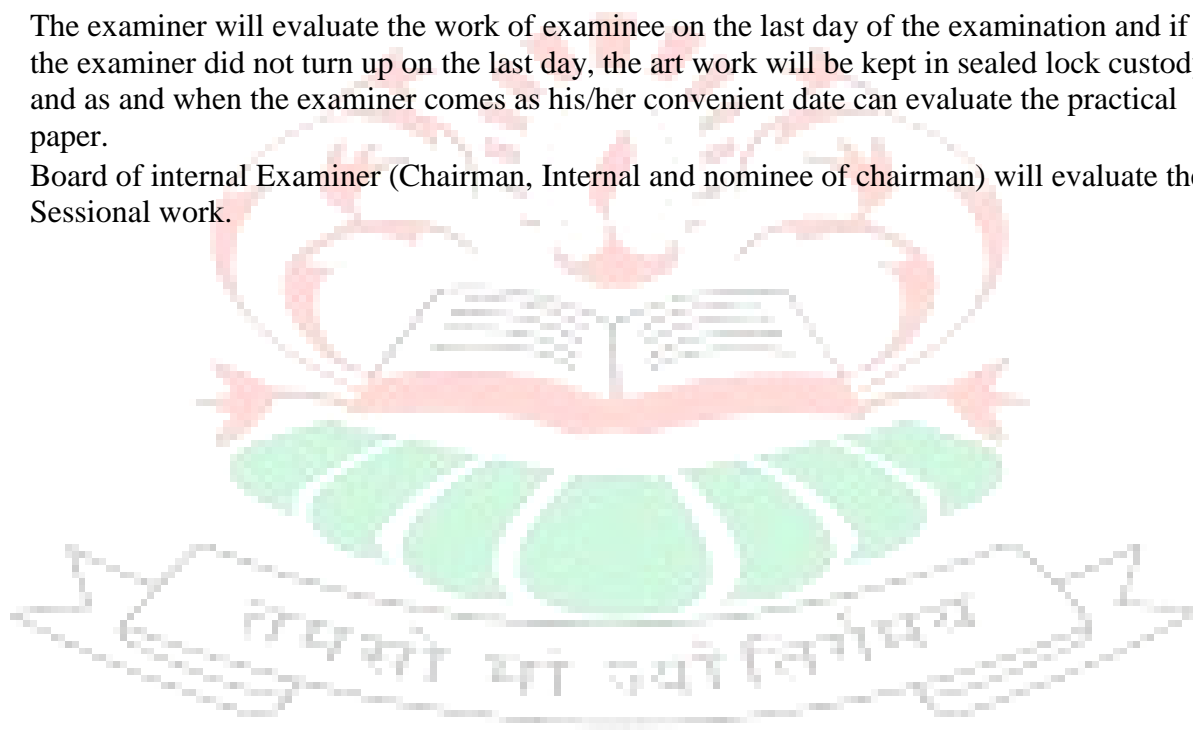 The examiner will evaluate the work of examinee on the last day of the examination and if
the examiner did not turn up on the last day, the art work will be kept in sealed lock custod
and as and when the examiner comes as his/her convenient date can evaluate the practical
paper.
Board of internal Examiner (Chairman, Internal and nominee of chairman) will evaluate the
Sessional work.
तमसो मा ज्योतिर्गमय